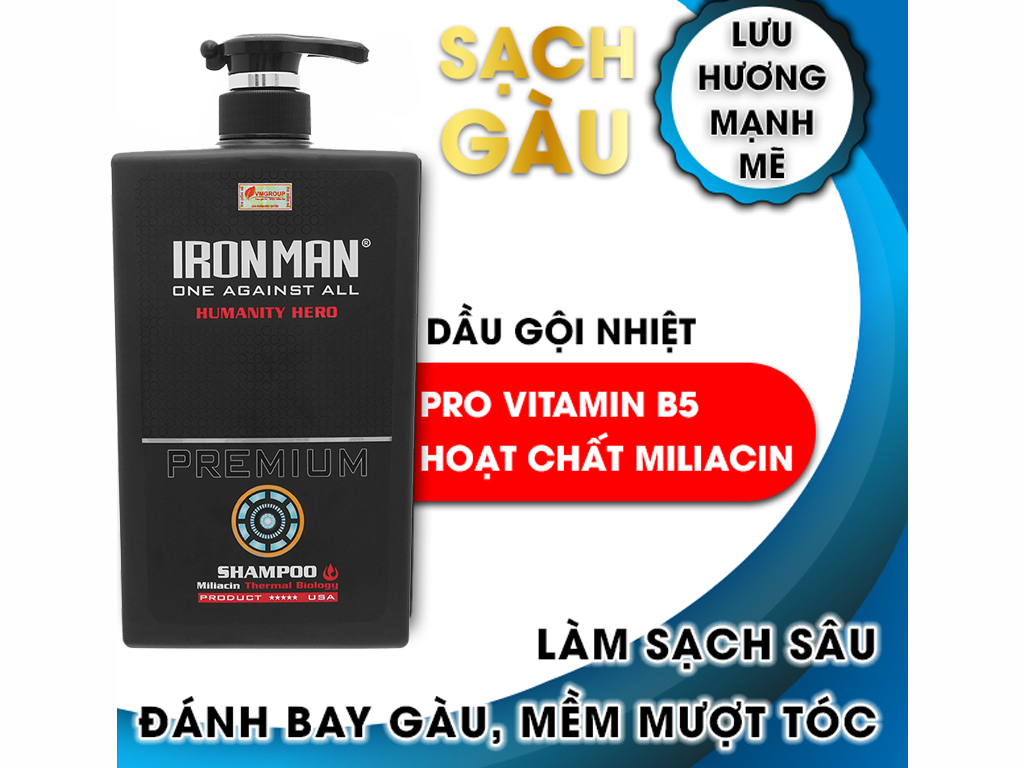 SẠCH
GÀU
LƯU
HƯƠNG
MẠNH
MẼ
VMGROUP
IRONMAN®
ONE AGAINST ALL
HUMANITY HERO
DẦU GỘI NHIỆT
PRO VITAMIN B5
HOẠT CHẤT MILIACIN
PREMIUM
SHAMPOO
Miliacin Thermal Biology
PRODUCT ★★★★★ USA
LÀM SẠCH SÂU
ĐÁNH BAY GÀU, MỀM MƯỢT TÓC